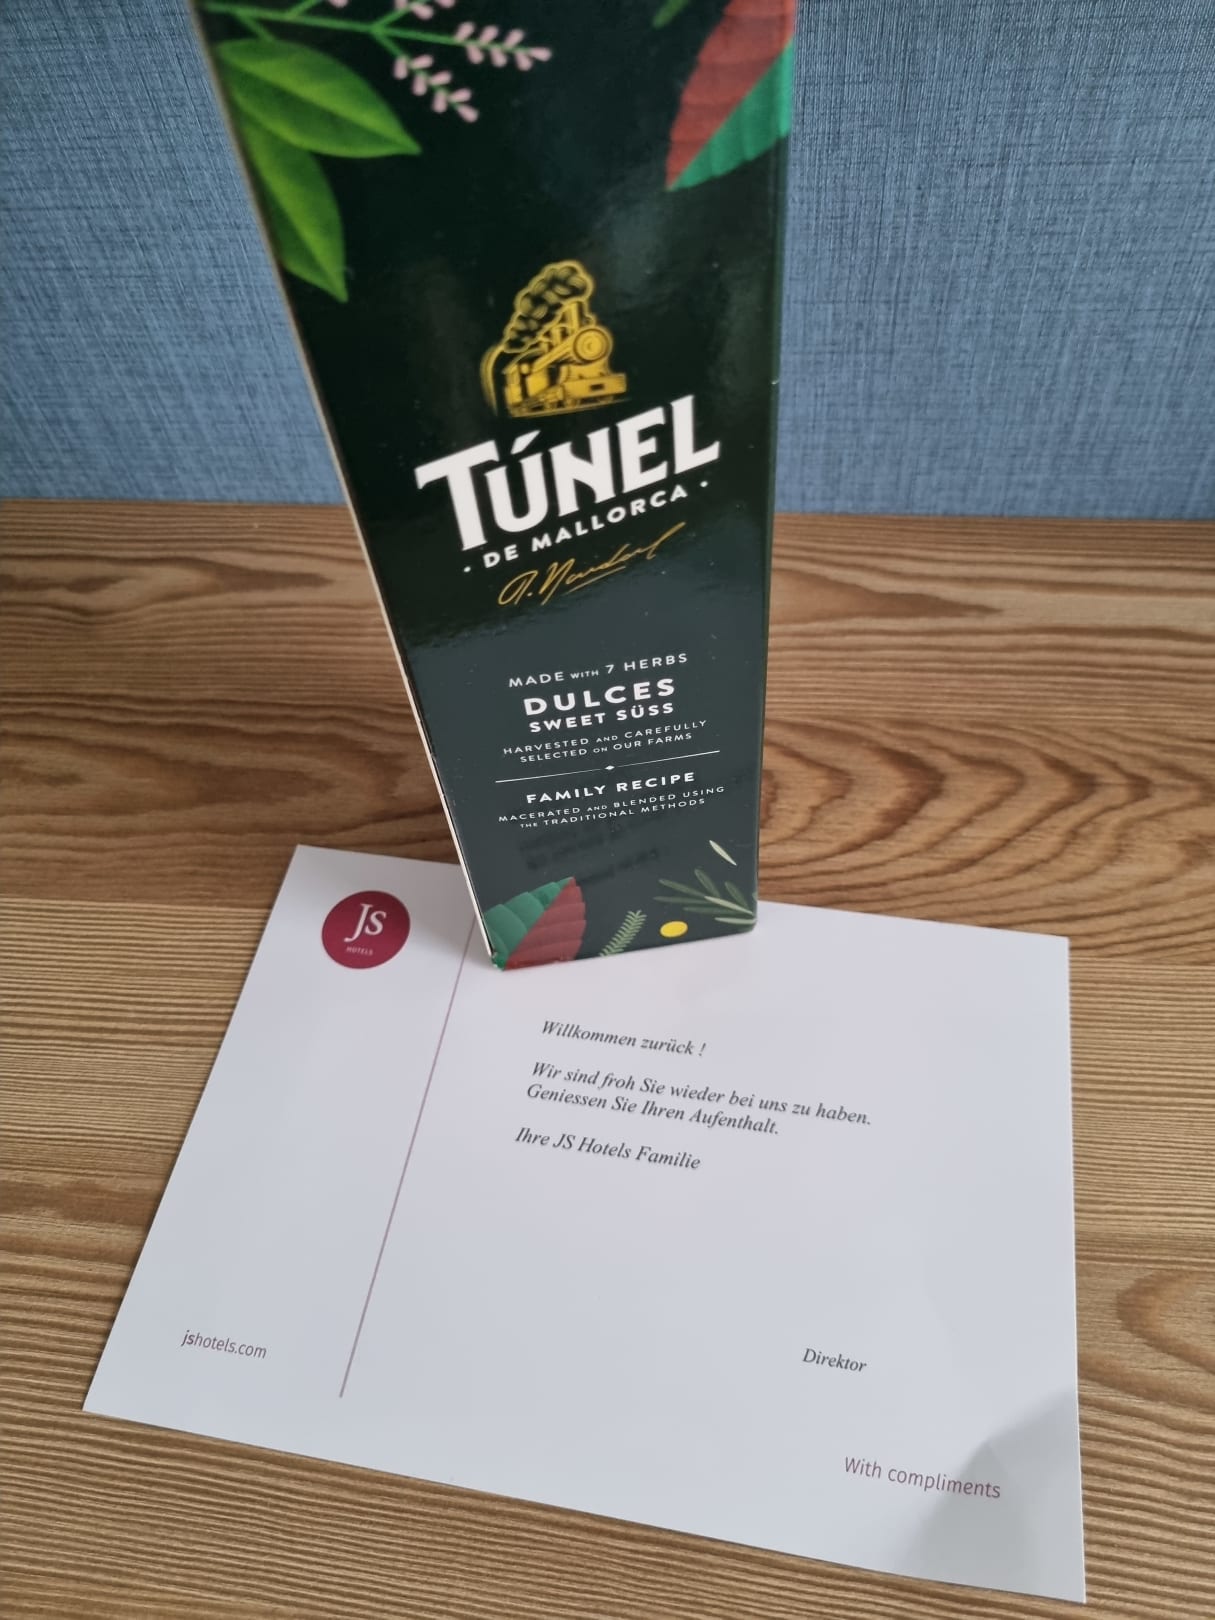 TÚNEL
· DE MALLORCA ·
MADE WITH 7 HERBS
DULCES
SWEET SÜSS
HARVESTED AND CAREFULLY
SELECTED ON OUR FARMS
FAMILY RECIPE
MACERATED AND BLENDED USING
THE TRADITIONAL METHODS
JS
HOTELS
Willkommen zurück !
Wir sind froh Sie wieder bei uns zu haben.
Geniessen Sie Ihren Aufenthalt.
Ihre JS Hotels Familie
jshotels.com
Direktor
With compliments